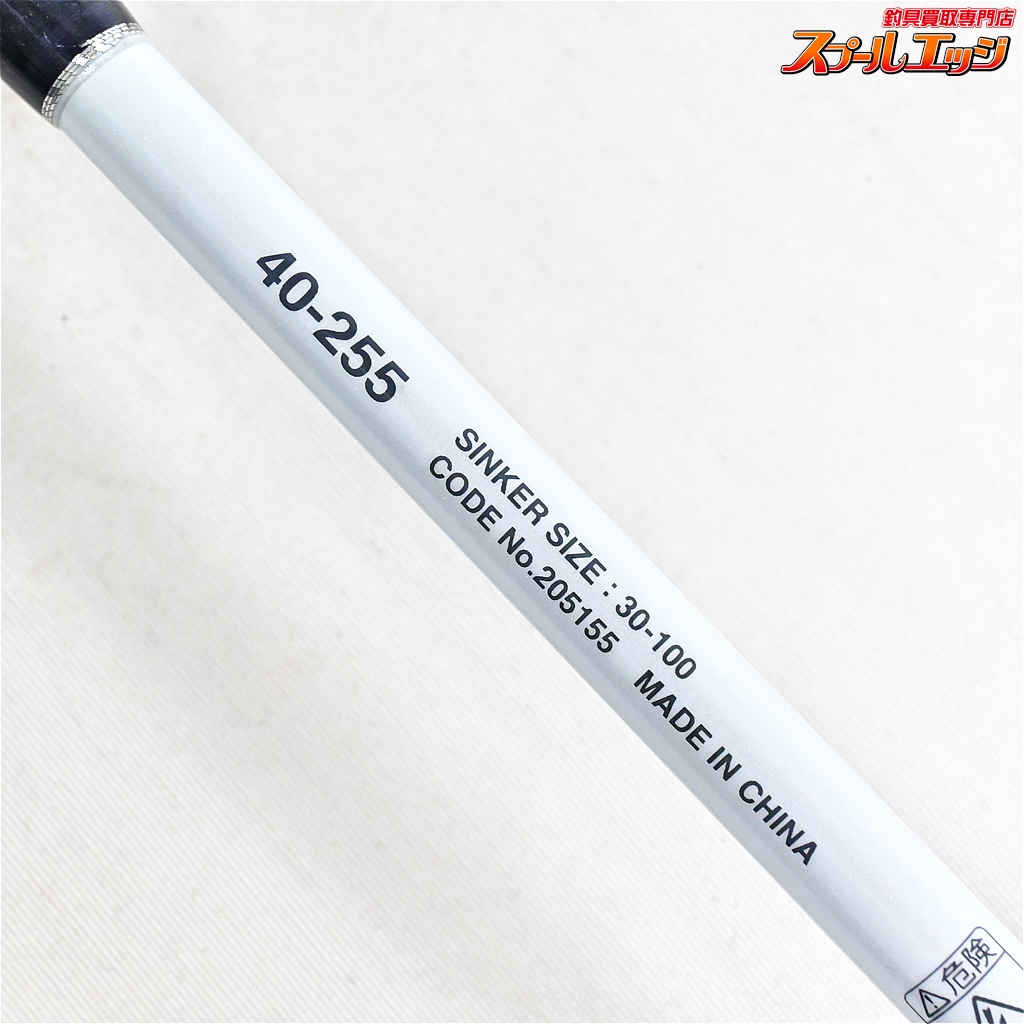 釣具買取専門店
スプールエッジ
40-255
SINKER SIZE : 30-100
CODE No.205155 MADE IN CHINA
危険